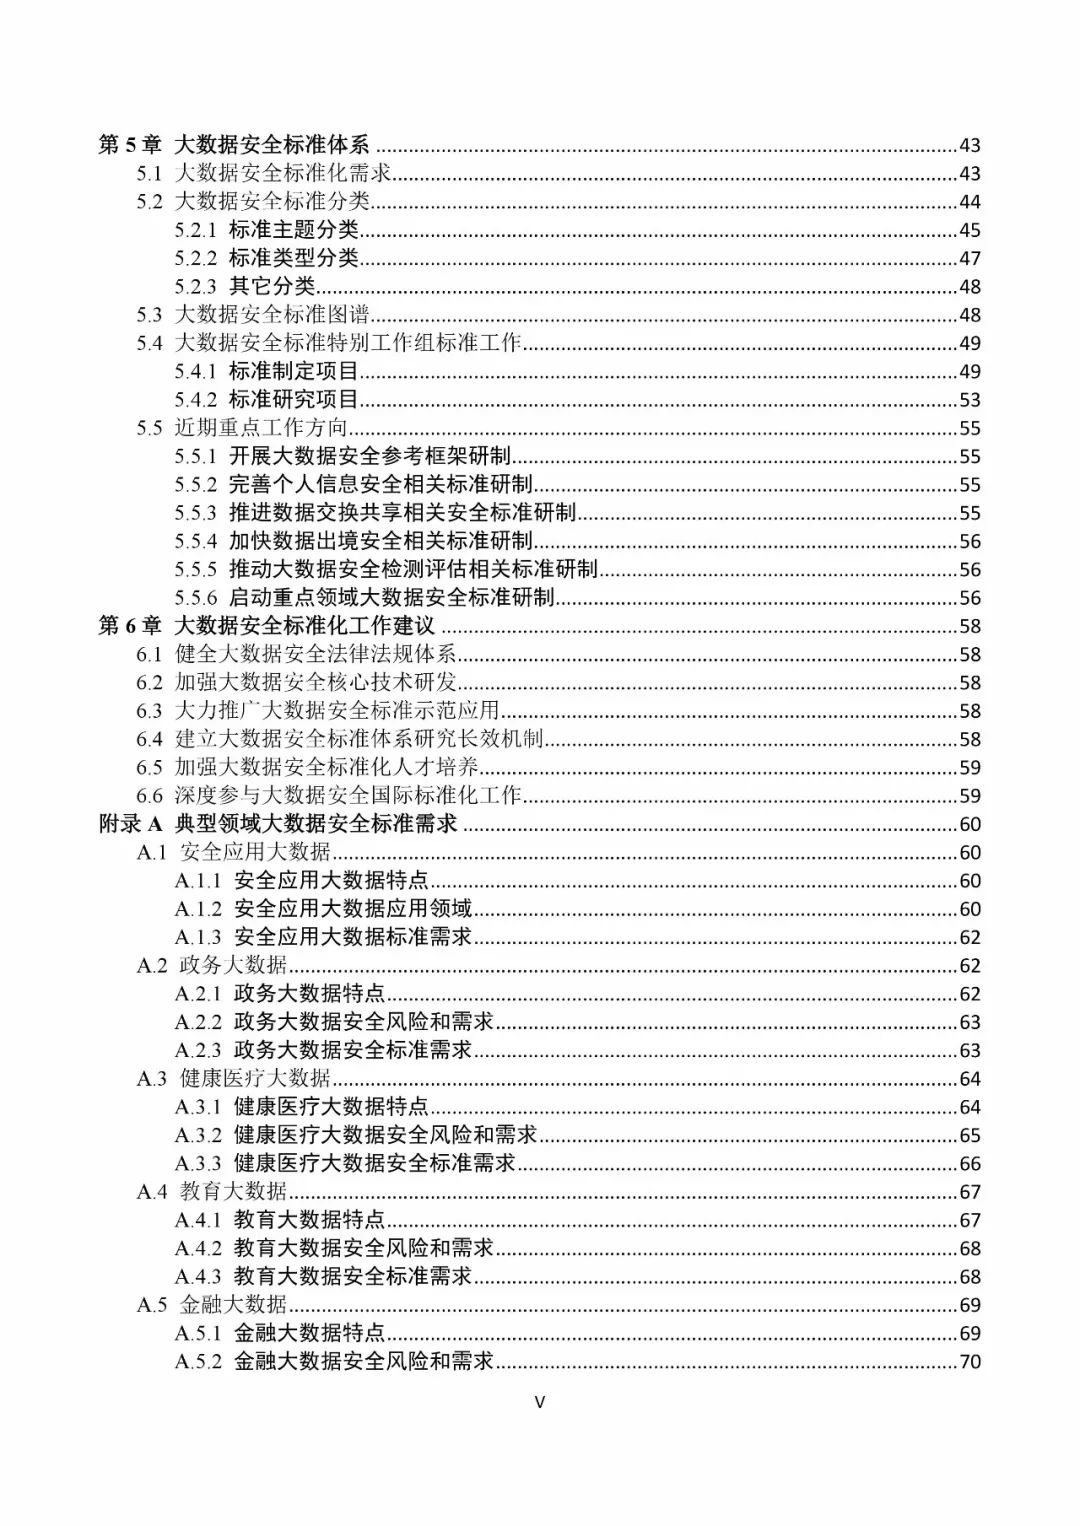 第 5 章 大数据安全标准体系 ........ 43
5.1 大数据安全标准化需求........ 43
5.2 大数据安全标准分类........ 44
5.2.1 标准主题分类........ 45
5.2.2 标准类型分类........ 47
5.2.3 其它分类........ 48
5.3 大数据安全标准图谱........ 48
5.4 大数据安全标准特别工作组标准工作........ 49
5.4.1 标准制定项目........ 49
5.4.2 标准研究项目........ 53
5.5 近期重点工作方向........ 55
5.5.1 开展大数据安全参考框架研制........ 55
5.5.2 完善个人信息安全相关标准研制........ 55
5.5.3 推进数据交换共享相关安全标准研制........ 55
5.5.4 加快数据出境安全相关标准研制........ 56
5.5.5 推动大数据安全检测评估相关标准研制........ 56
5.5.6 启动重点领域大数据安全标准研制........ 56
第 6 章 大数据安全标准化工作建议 ........ 58
6.1 健全大数据安全法律法规体系........ 58
6.2 加强大数据安全核心技术研发........ 58
6.3 大力推广大数据安全标准示范应用........ 58
6.4 建立大数据安全标准体系研究长效机制........ 58
6.5 加强大数据安全标准化人才培养........ 59
6.6 深度参与大数据安全国际标准化工作........ 59
附录 A 典型领域大数据安全标准需求 ........ 60
A.1 安全应用大数据........ 60
A.1.1 安全应用大数据特点........ 60
A.1.2 安全应用大数据应用领域........ 60
A.1.3 安全应用大数据标准需求........ 62
A.2 政务大数据........ 62
A.2.1 政务大数据特点........ 62
A.2.2 政务大数据安全风险和需求........ 63
A.2.3 政务大数据安全标准需求........ 63
A.3 健康医疗大数据........ 64
A.3.1 健康医疗大数据特点........ 64
A.3.2 健康医疗大数据安全风险和需求........ 65
A.3.3 健康医疗大数据安全标准需求........ 66
A.4 教育大数据........ 67
A.4.1 教育大数据特点........ 67
A.4.2 教育大数据安全风险和需求........ 68
A.4.3 教育大数据安全标准需求........ 68
A.5 金融大数据........ 69
A.5.1 金融大数据特点........ 69
A.5.2 金融大数据安全风险和需求........ 70
V